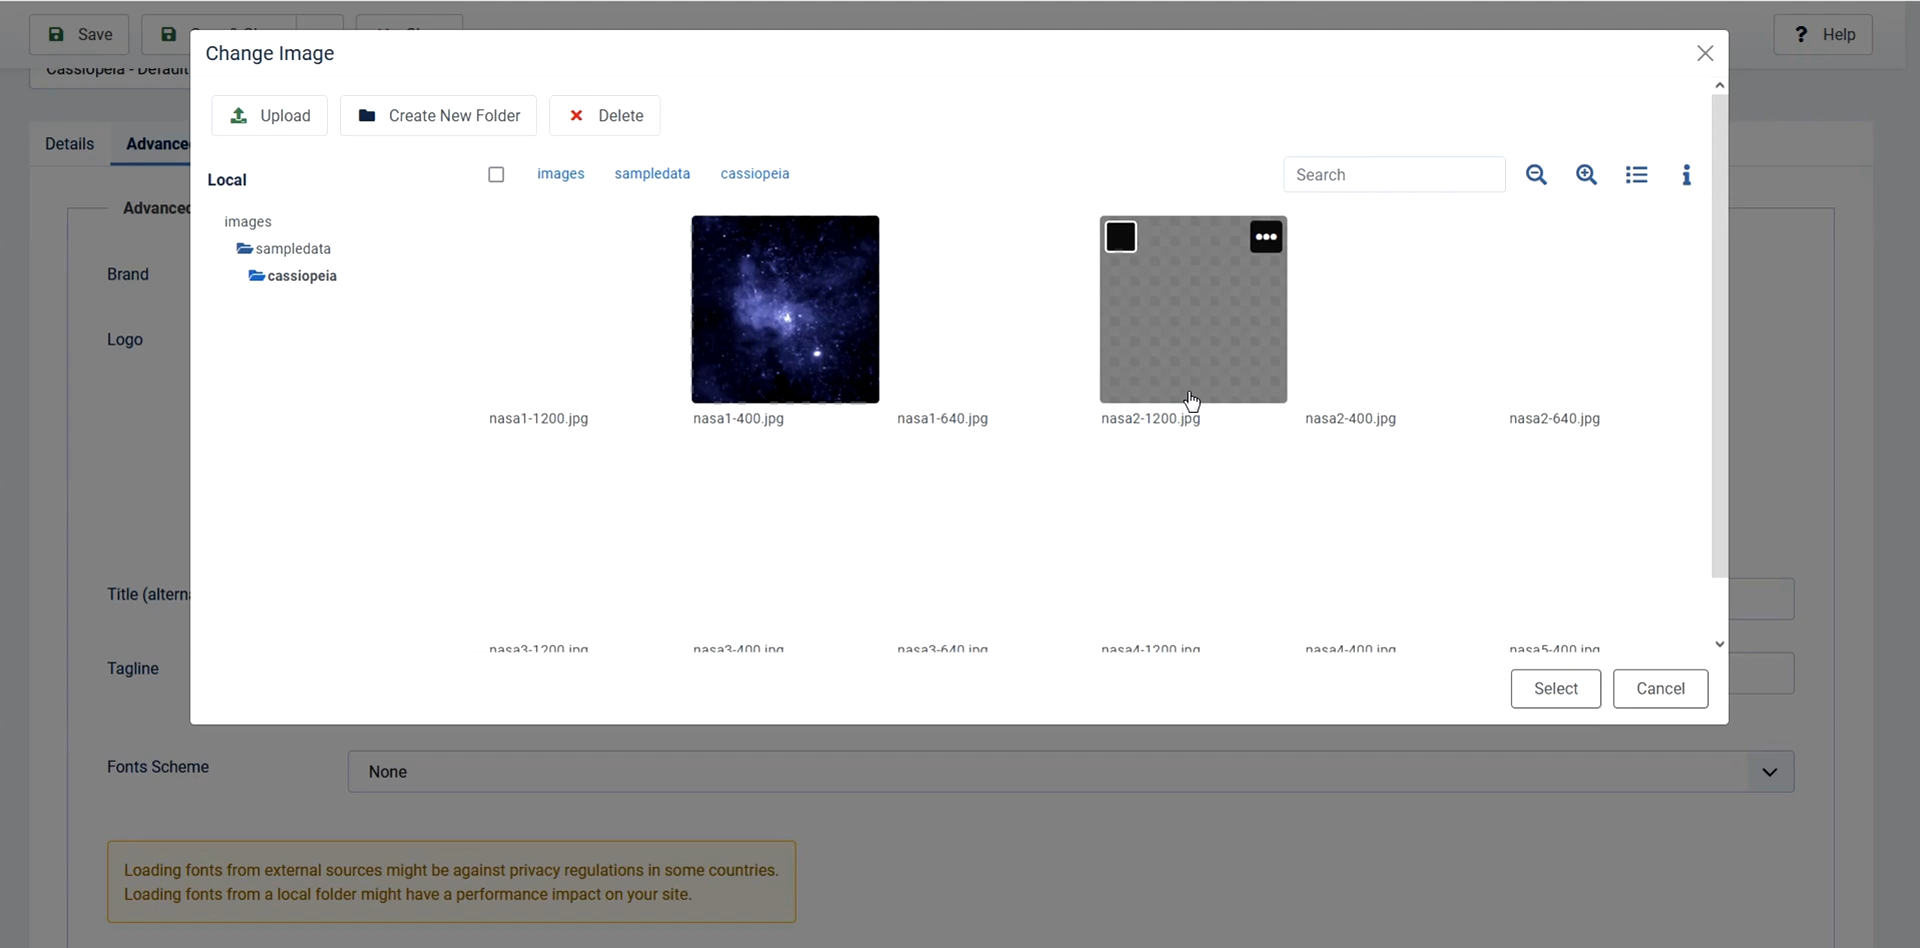 Save
Help
Cassiopeia - Default
Change Image
Upload
Create New Folder
Delete
Details
Advance
Local
images
sampledata
cassiopeia
Search
images
sampledata
cassiopeia
Advanced
Brand
Logo
nasa1-1200.jpg
nasa1-400.jpg
nasa1-640.jpg
nasa2-1200.jpg
nasa2-400.jpg
nasa2-640.jpg
nasa3-1200.jpg
nasa3-400.jpg
nasa3-640.jpg
nasa4-1200.jpg
nasa4-400.jpg
nasa5-400.jpg
Title (altern
Tagline
Select
Cancel
Fonts Scheme
None
Loading fonts from external sources might be against privacy regulations in some countries.
Loading fonts from a local folder might have a performance impact on your site.